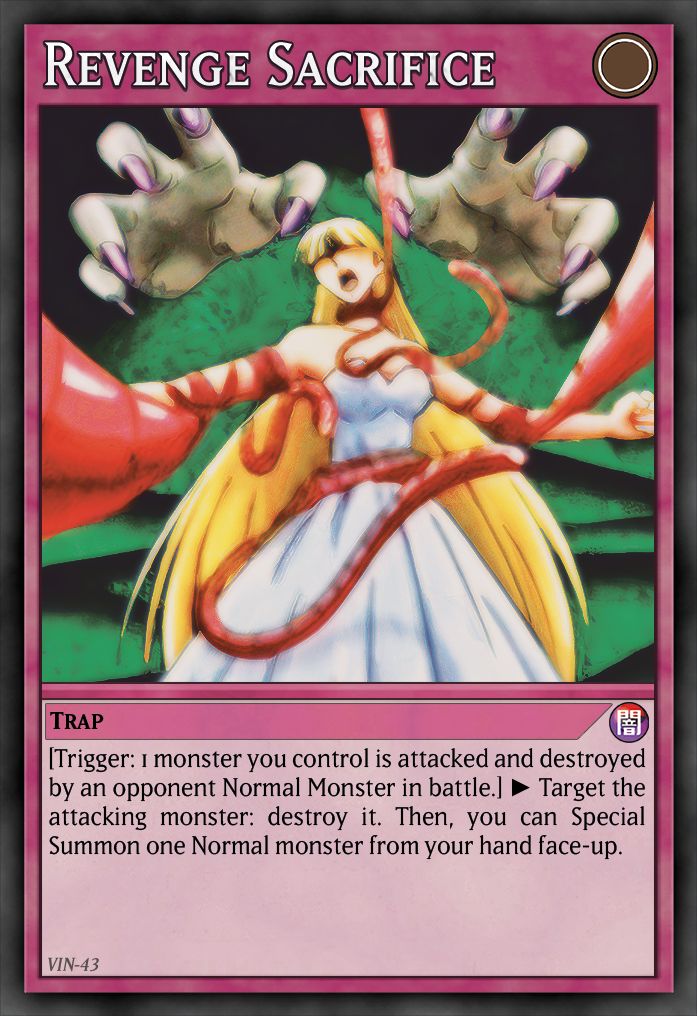 Revenge Sacrifice
Trap
闇
[Trigger: 1 monster you control is attacked and destroyed
by an opponent Normal Monster in battle.] ► Target the
attacking monster: destroy it. Then, you can Special
Summon one Normal monster from your hand face-up.
VIN-43